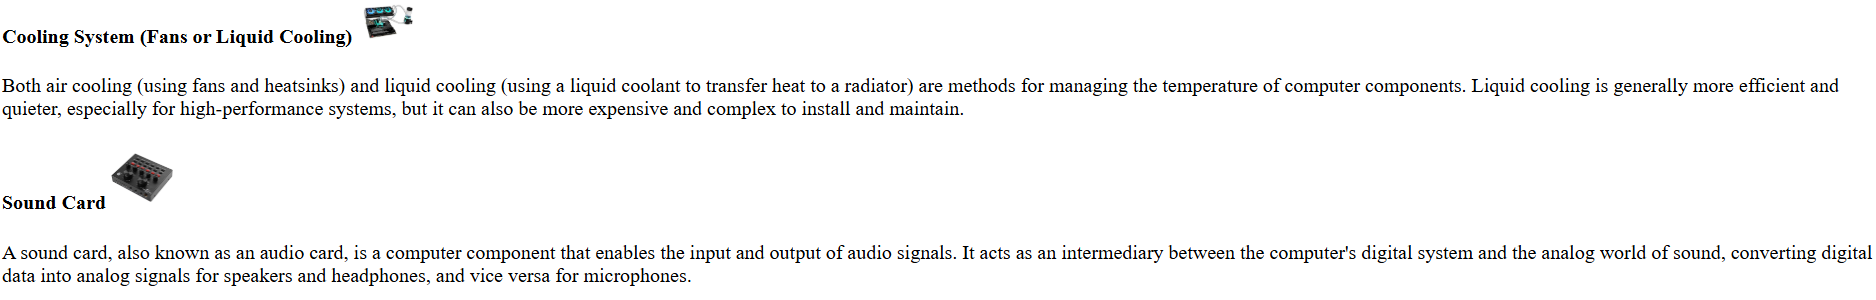 Cooling System (Fans or Liquid Cooling)
Both air cooling (using fans and heatsinks) and liquid cooling (using a liquid coolant to transfer heat to a radiator) are methods for managing the temperature of computer components. Liquid cooling is generally more efficient and
quieter, especially for high-performance systems, but it can also be more expensive and complex to install and maintain.
Sound Card
A sound card, also known as an audio card, is a computer component that enables the input and output of audio signals. It acts as an intermediary between the computer's digital system and the analog world of sound, converting digital
data into analog signals for speakers and headphones, and vice versa for microphones.